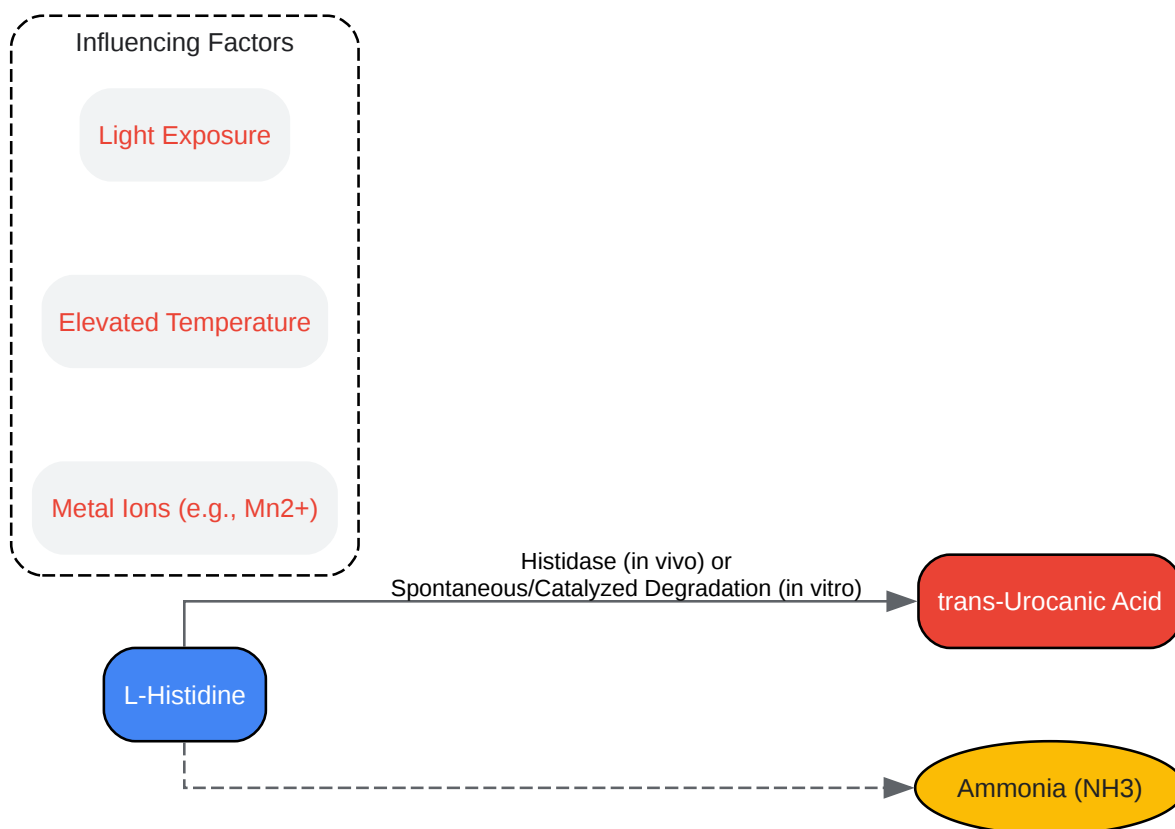 Influencing Factors
Light Exposure
Elevated Temperature
Metal Ions (e.g., Mn2+)
Histidase (in vivo) or
Spontaneous/Catalyzed Degradation (in vitro)
trans-Urocanic Acid
L-Histidine
Ammonia (NH3)